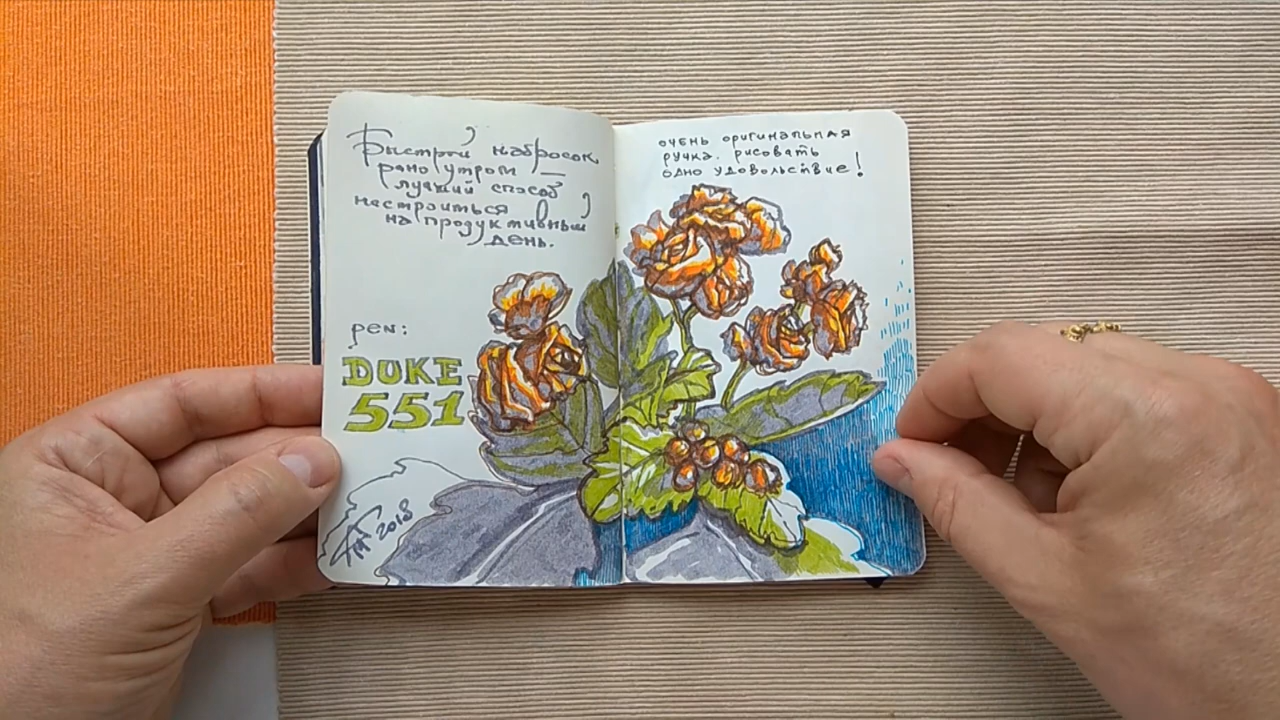 Быстрый набросок
рано утром —
лучший способ
настроиться
на продуктивный
день.
pen:
DUKE
551
2018
очень оригинальная
ручка. рисовать
одно удовольствие!